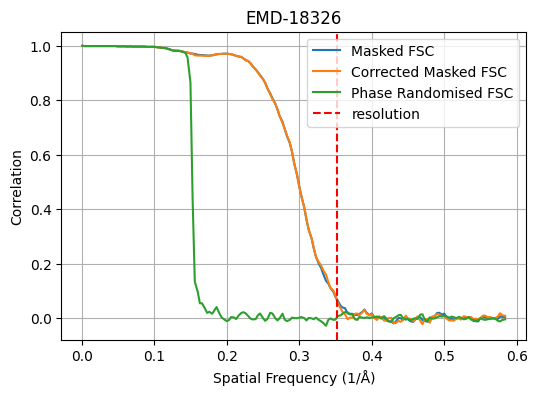 EMD-18326
Masked FSC
Corrected Masked FSC
Phase Randomised FSC
resolution
Correlation
1.0
0.8
0.6
0.4
0.2
0.0
0.0 0.1 0.2 0.3 0.4 0.5 0.6
Spatial Frequency (1/Å)